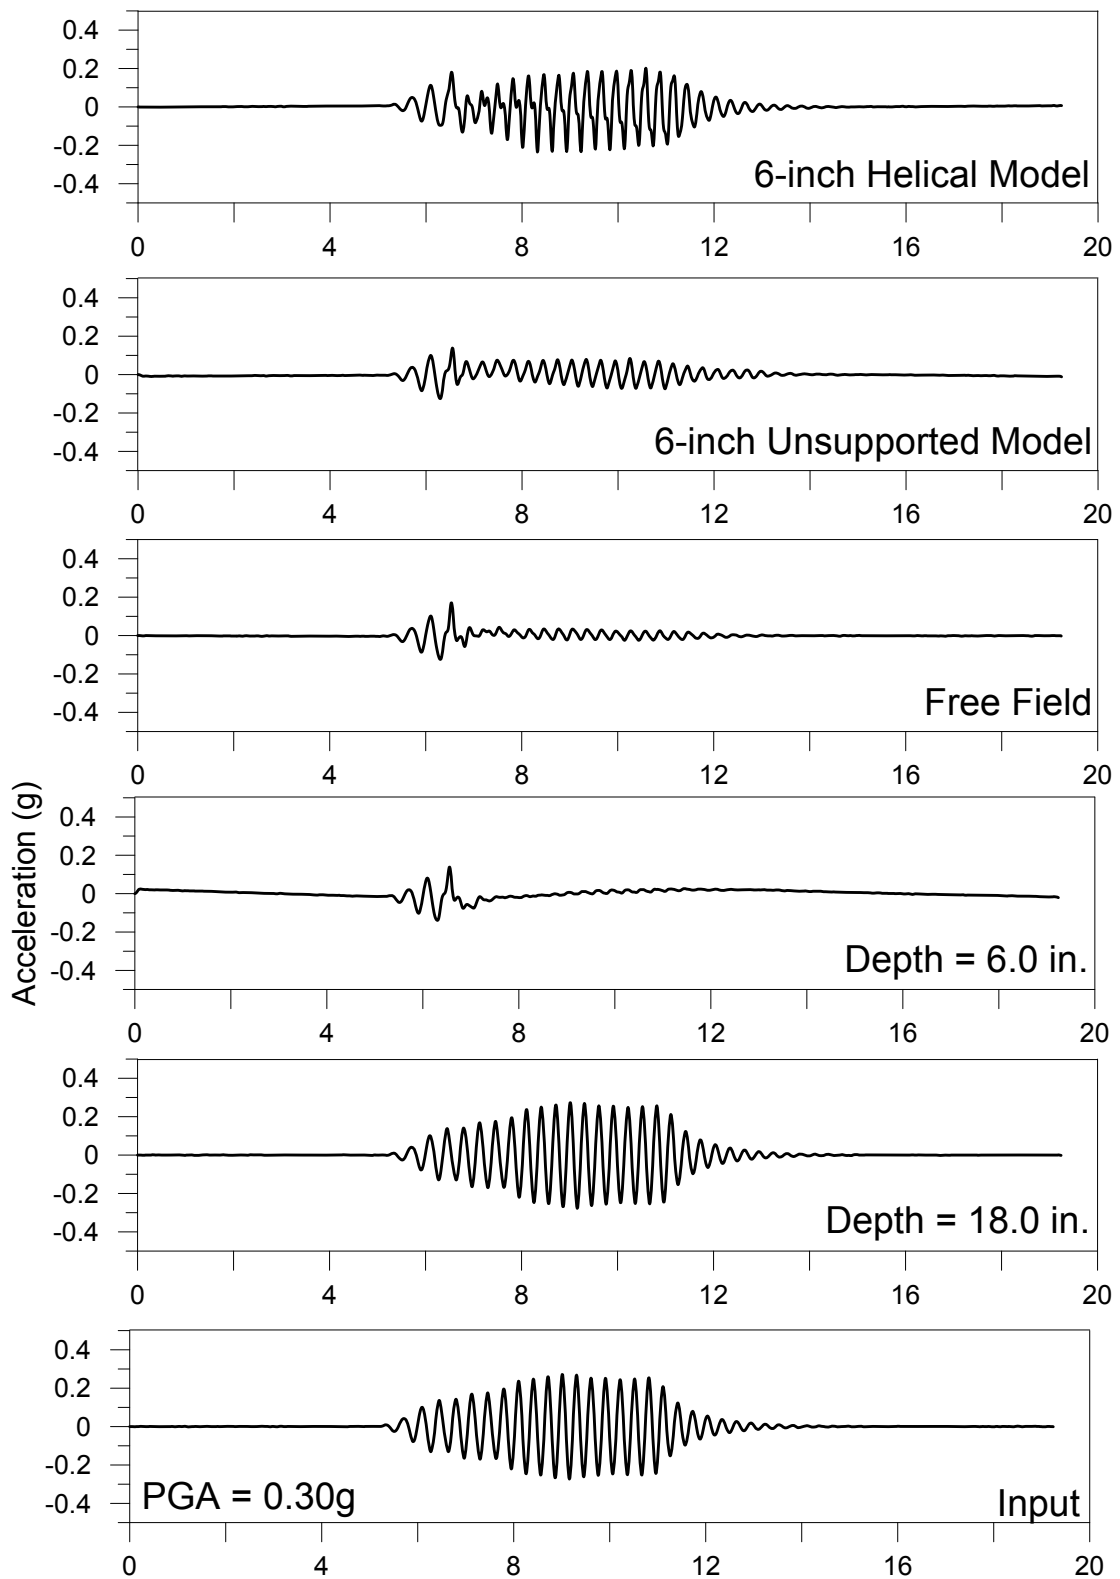 0.4
0.2
0
-0.2
-0.4
6-inch Helical Model
0 4 8 12 16 20
0.4
0.2
0
-0.2
-0.4
6-inch Unsupported Model
0 4 8 12 16 20
0.4
0.2
0
-0.2
-0.4
Free Field
0 4 8 12 16 20
Acceleration (g)
0.4
0.2
0
-0.2
-0.4
Depth = 6.0 in.
0 4 8 12 16 20
0.4
0.2
0
-0.2
-0.4
Depth = 18.0 in.
0 4 8 12 16 20
0.4
0.2
0
-0.2
-0.4
PGA = 0.30g
Input
0 4 8 12 16 20